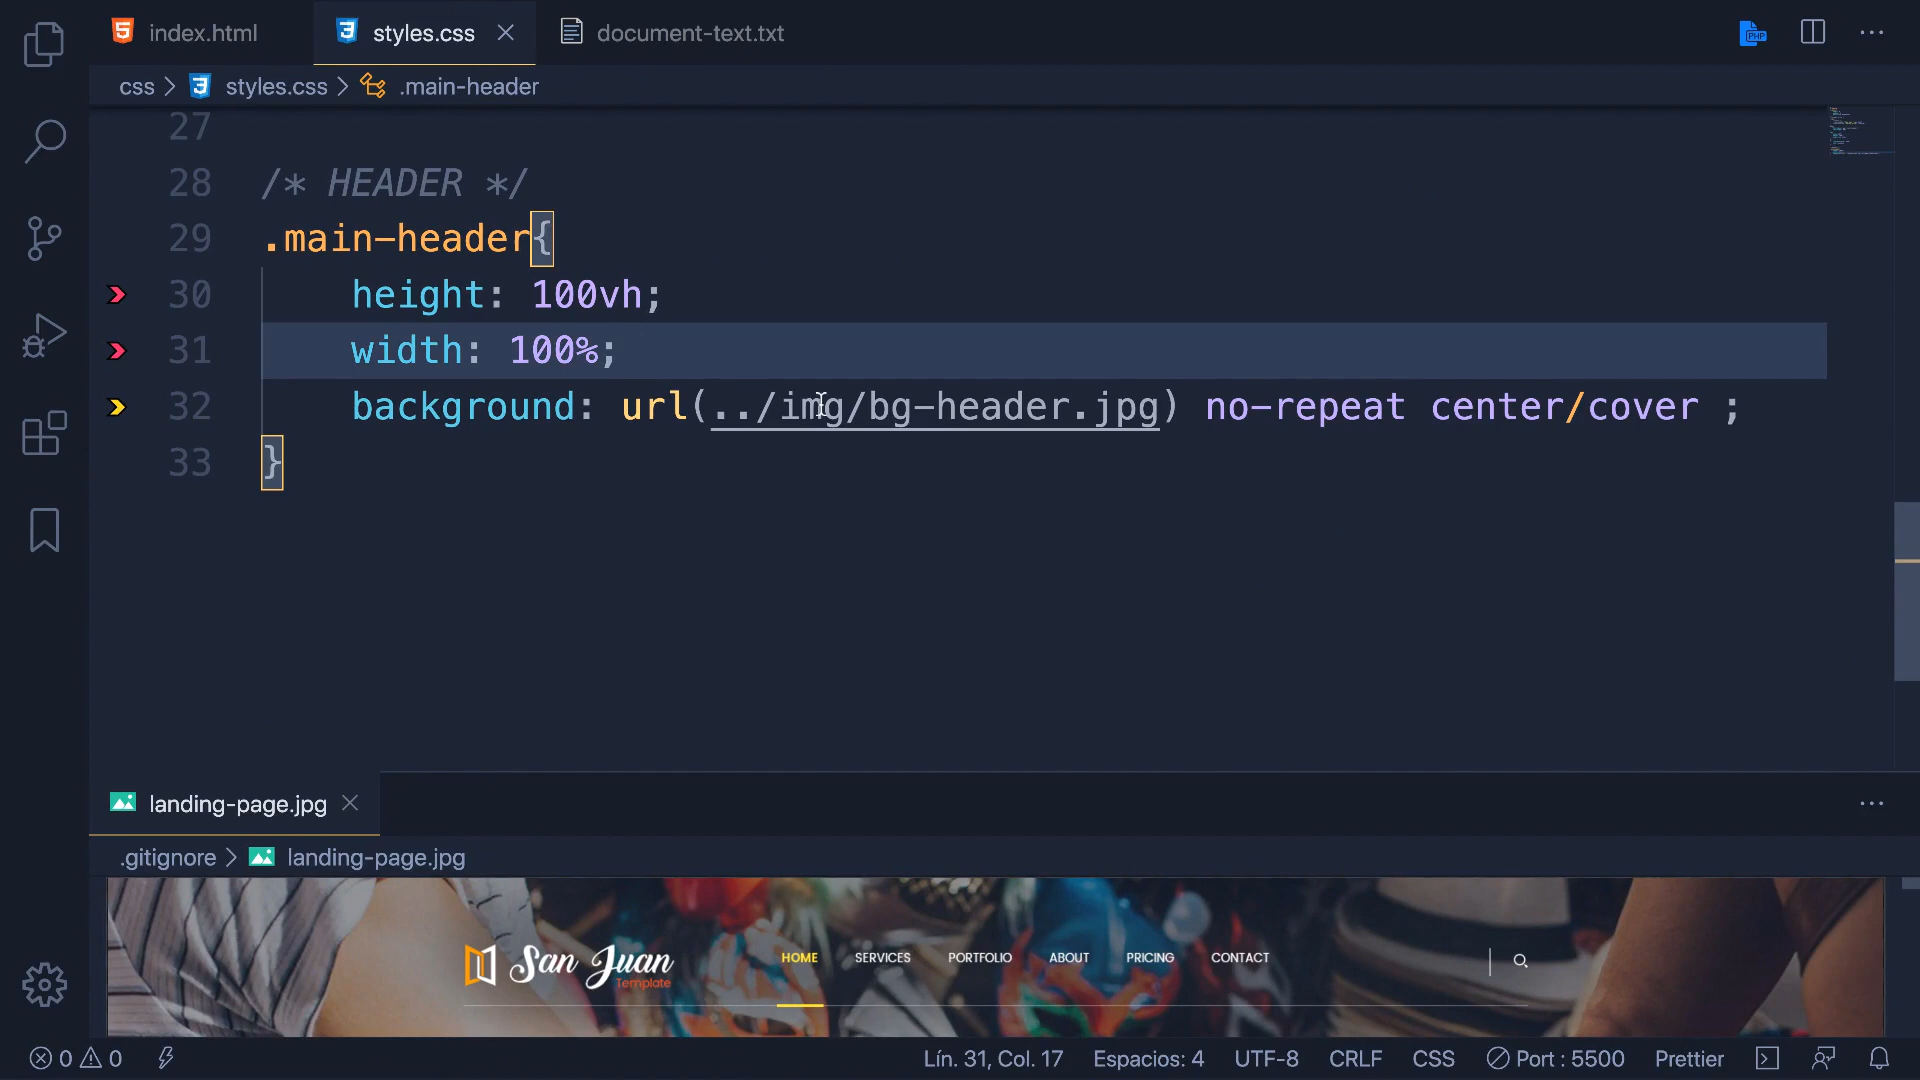 index.html styles.css document-text.txt PHP
css styles.css .main-header
27
28 /* HEADER */
29 .main-header{
30 height: 100vh;
31 width: 100%;
32 background: url(../img/bg-header.jpg) no-repeat center/cover ;
33 }
landing-page.jpg
.gitignore landing-page.jpg
San Juan HOME SERVICES PORTFOLIO ABOUT PRICING CONTACT
Template
0 0 Lín. 31, Col. 17 Espacios: 4 UTF-8 CRLF CSS Port : 5500 Prettier